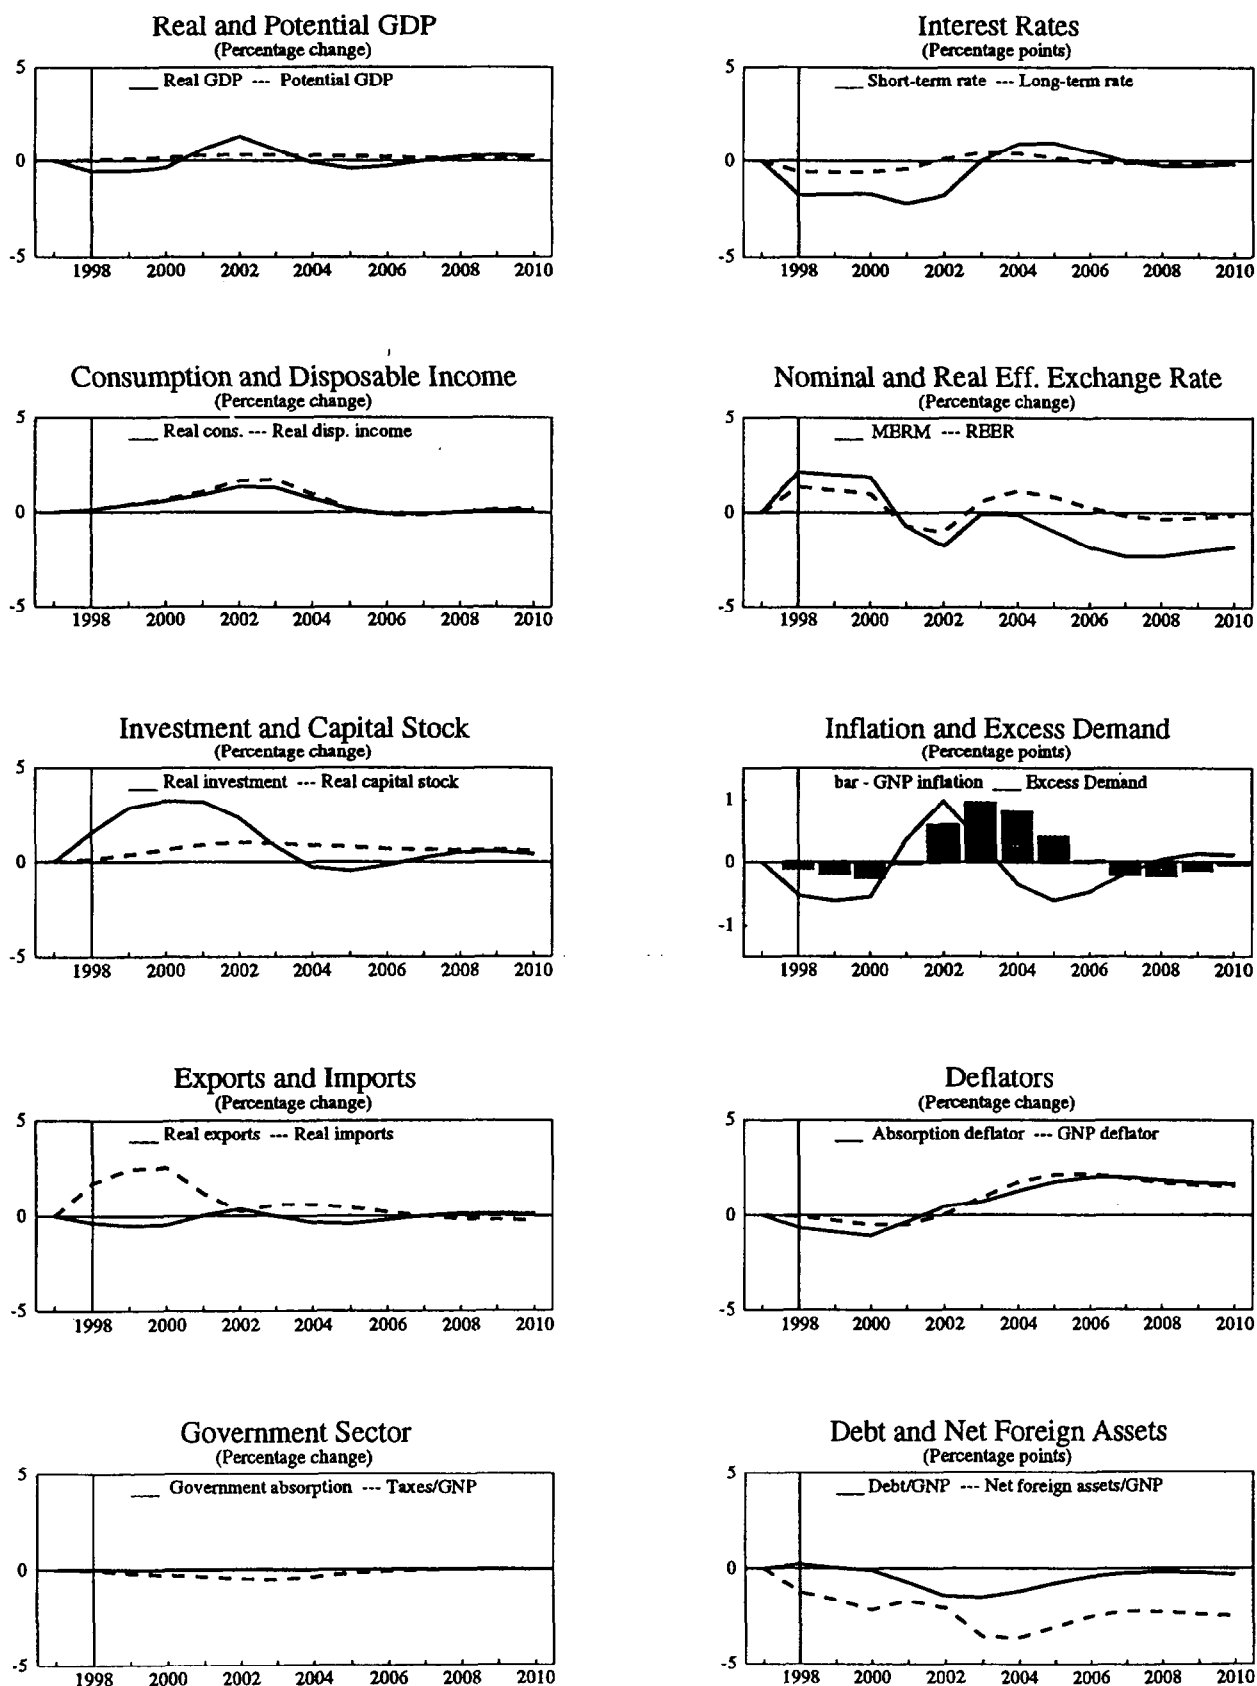 Real and Potential GDP
(Percentage change)
5
Real GDP --- Potential GDP
0
-5
1998 2000 2002 2004 2006 2008 2010
Interest Rates
(Percentage points)
5
Short-term rate --- Long-term rate
0
-5
1998 2000 2002 2004 2006 2008 2010
Consumption and Disposable Income
(Percentage change)
5
Real cons. --- Real disp. income
0
-5
1998 2000 2002 2004 2006 2008 2010
Nominal and Real Eff. Exchange Rate
(Percentage change)
5
MERM --- REER
0
-5
1998 2000 2002 2004 2006 2008 2010
Investment and Capital Stock
(Percentage change)
5
Real investment --- Real capital stock
0
-5
1998 2000 2002 2004 2006 2008 2010
Inflation and Excess Demand
(Percentage points)
bar - GNP inflation Excess Demand
1
0
-1
1998 2000 2002 2004 2006 2008 2010
Exports and Imports
(Percentage change)
5
Real exports --- Real imports
0
-5
1998 2000 2002 2004 2006 2008 2010
Deflators
(Percentage change)
5
Absorption deflator --- GNP deflator
0
-5
1998 2000 2002 2004 2006 2008 2010
Government Sector
(Percentage change)
5
Government absorption --- Taxes/GNP
0
-5
1998 2000 2002 2004 2006 2008 2010
Debt and Net Foreign Assets
(Percentage points)
5
Debt/GNP --- Net foreign assets/GNP
0
-5
1998 2000 2002 2004 2006 2008 2010